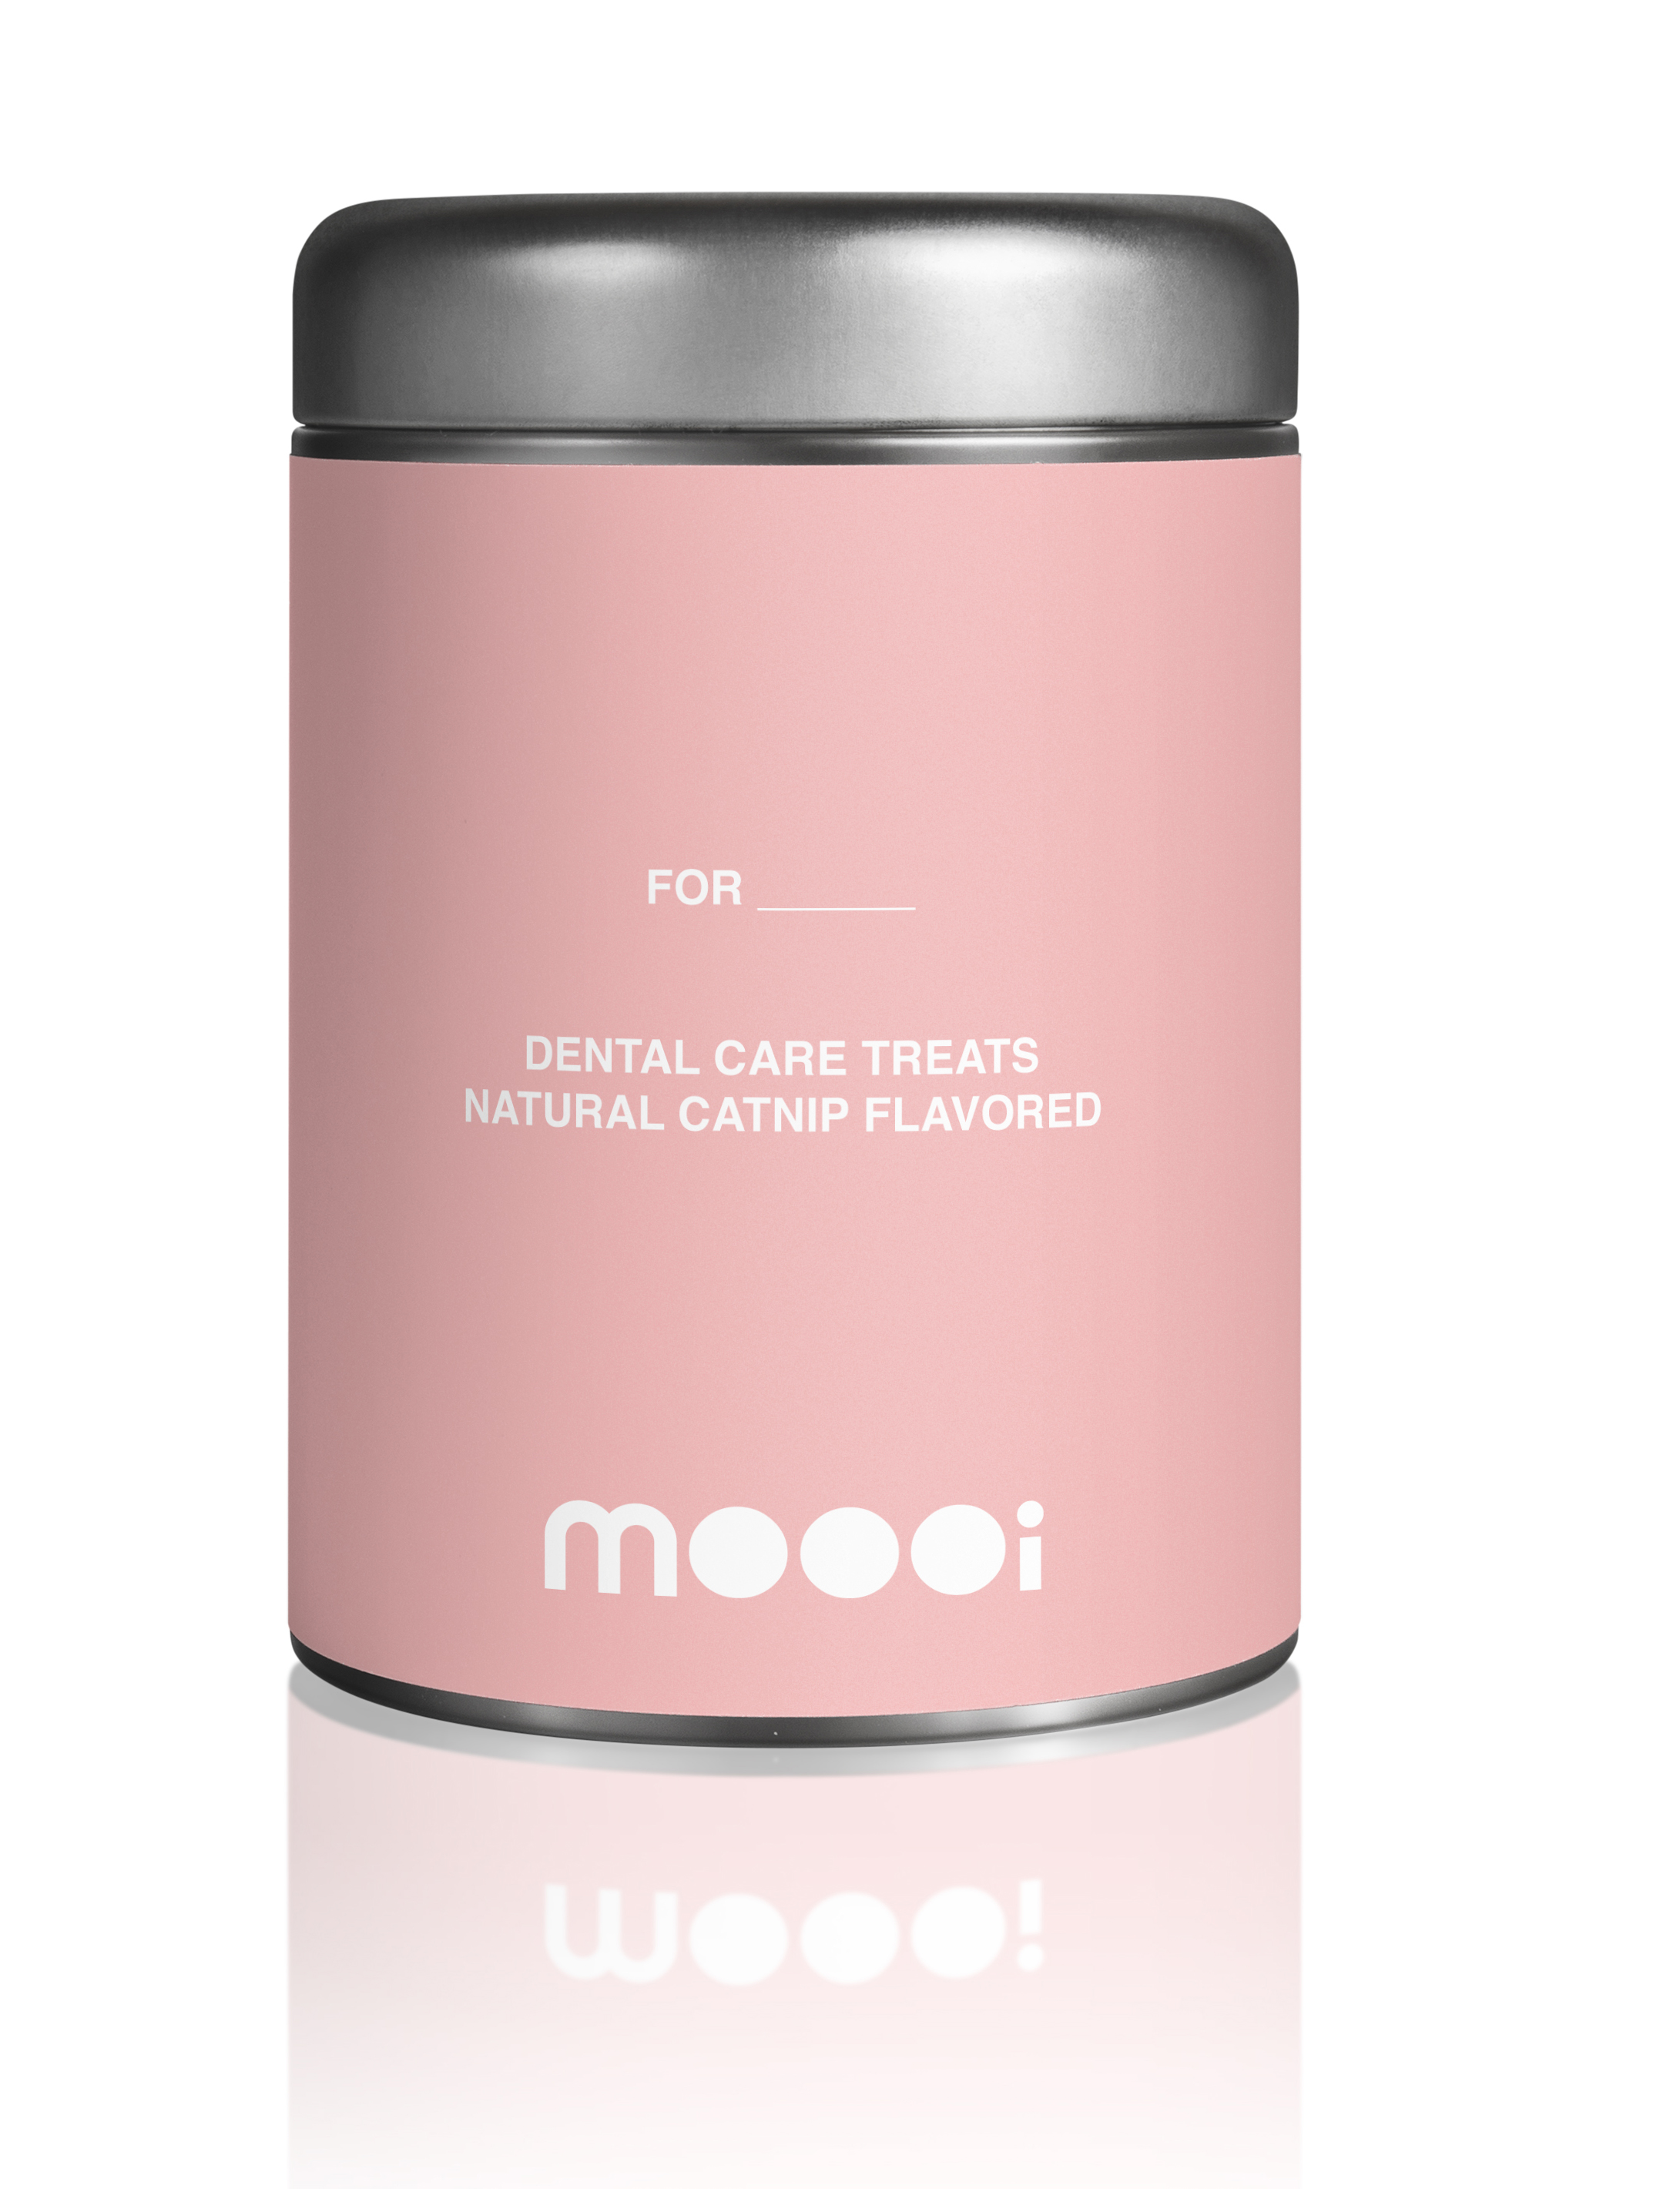 FOR ______
DENTAL CARE TREATS
NATURAL CATNIP FLAVORED
moooi